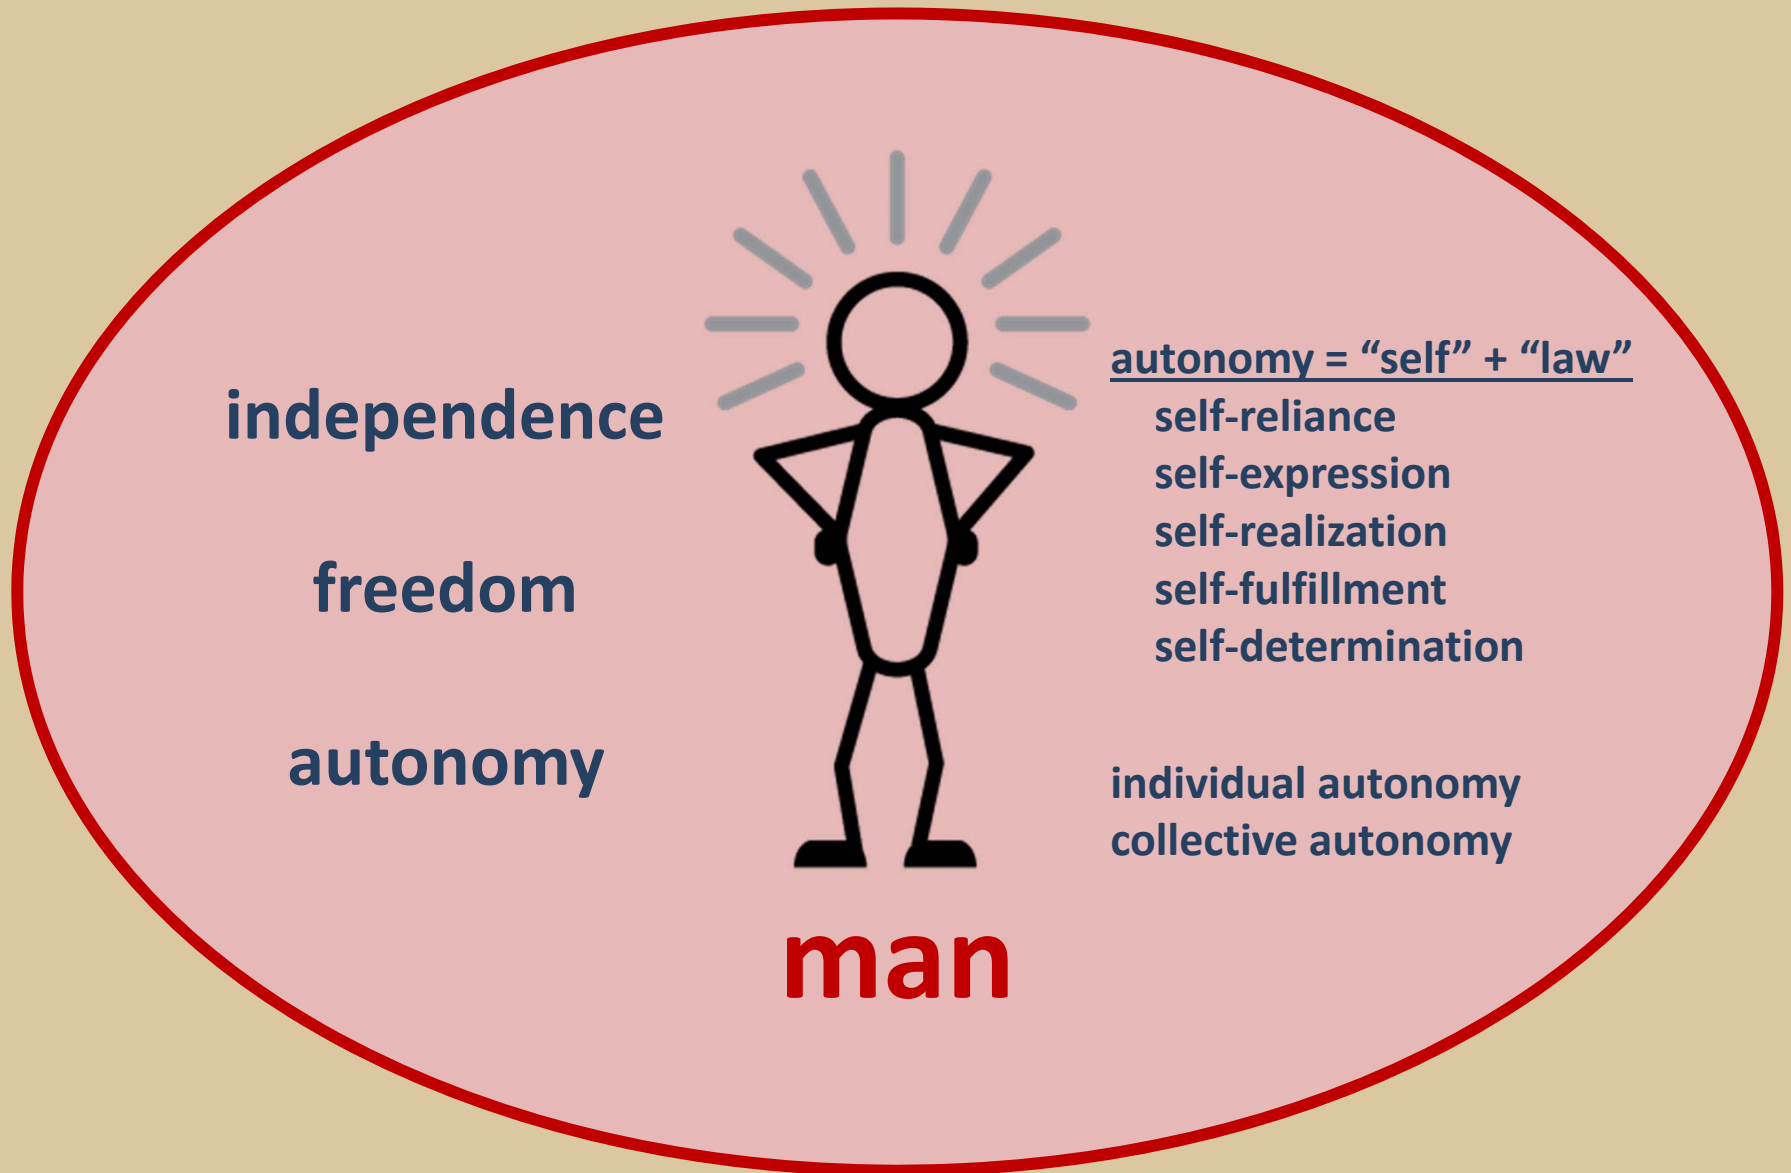 independence
freedom
autonomy
autonomy = “self” + “law”
self-reliance
self-expression
self-realization
self-fulfillment
self-determination
individual autonomy
collective autonomy
man